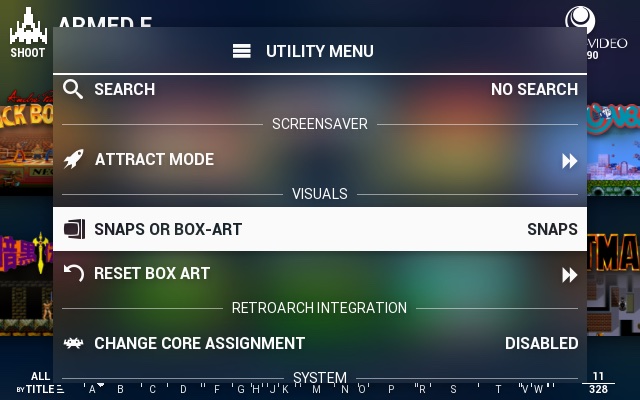 ARMED F
SHOOT
VIDEO
90
UTILITY MENU
SEARCH NO SEARCH
SCREENSAVER
ATTRACT MODE
VISUALS
SNAPS OR BOX-ART SNAPS
RESET BOX ART
RETROARCH INTEGRATION
CHANGE CORE ASSIGNMENT DISABLED
SYSTEM
ALL
BY TITLE
A B C D F G H J K L M N O P R S T V W
11
328